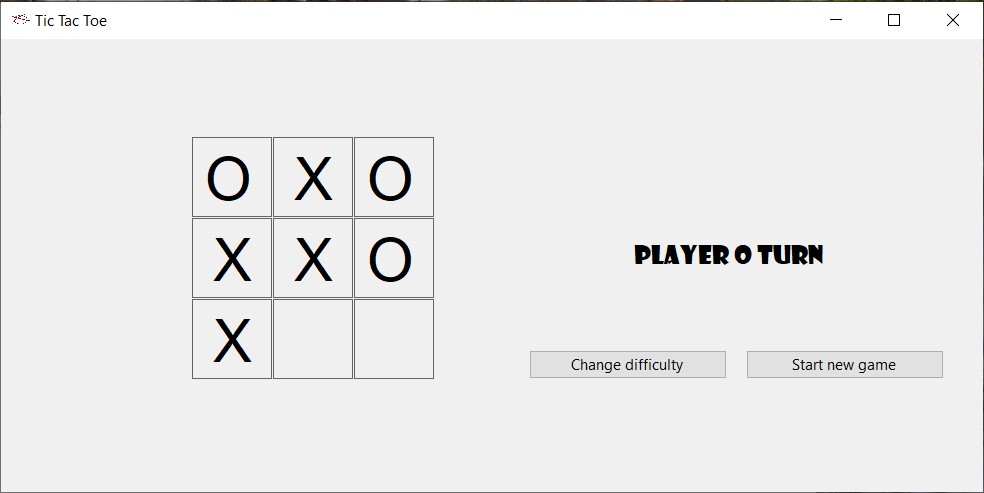 Tic Tac Toe
O X O
X X O
X
PLAYER O TURN
Change difficulty
Start new game